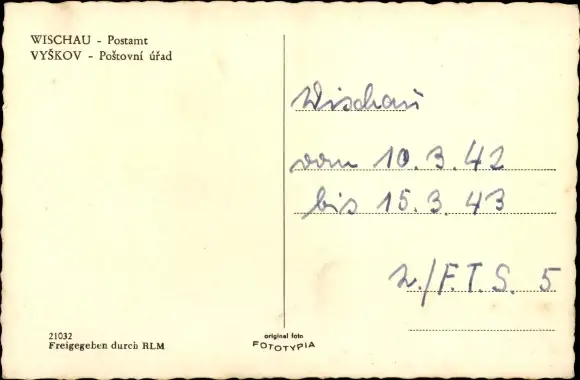 WISCHAU - Postamt
VYŠKOV - Poštovní úřad
Wischau
vom 10.3.42
bis 15.3.43
/F.T.S. 5
21032
Freigegeben durch RLM
original foto
FOTOTYPIA